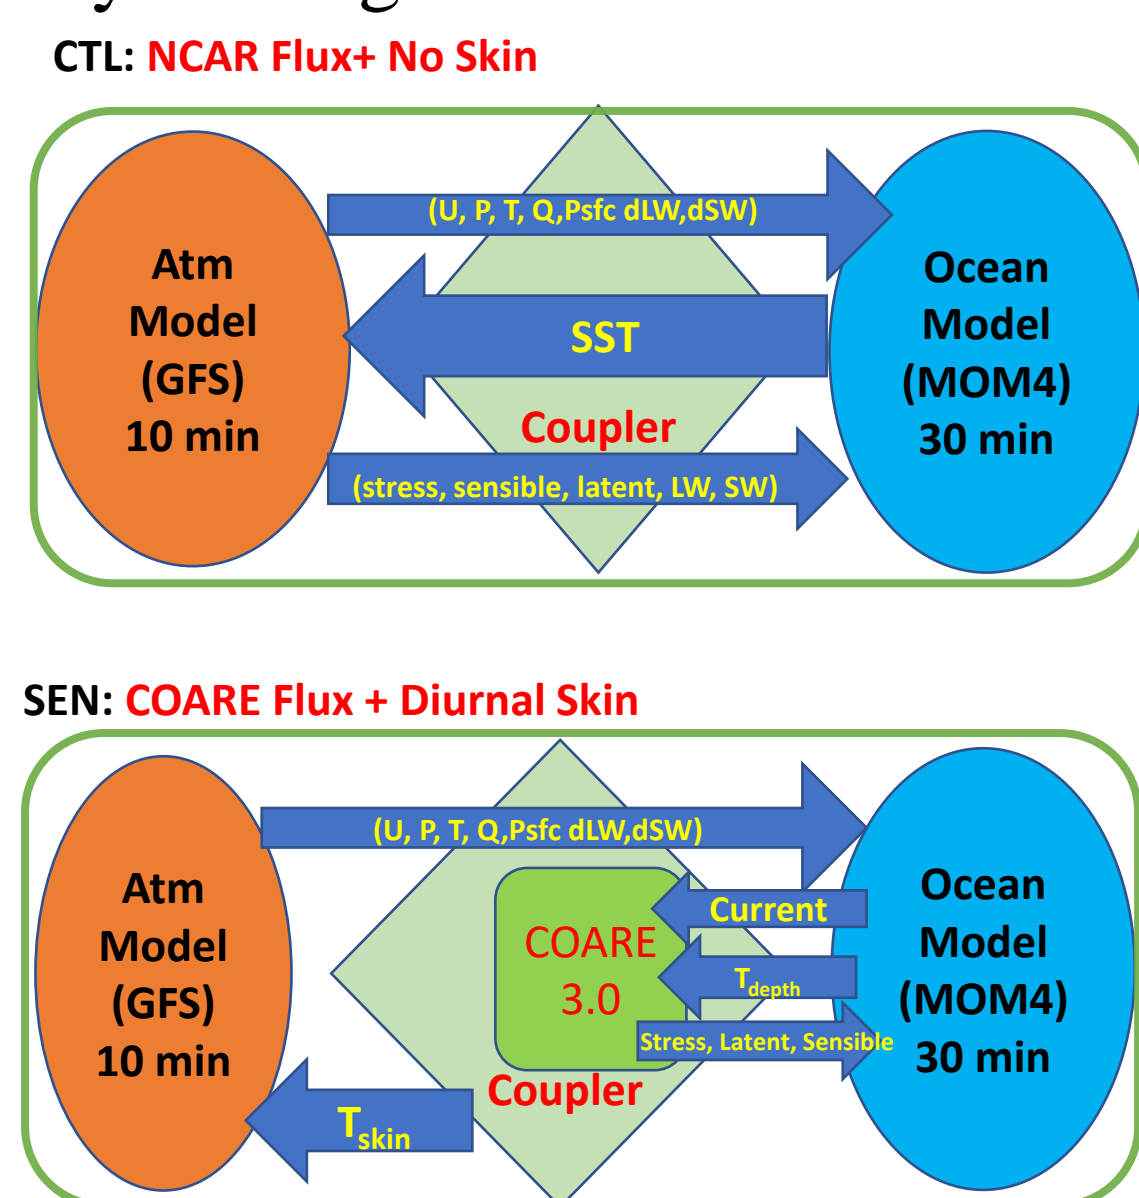 CTL: NCAR Flux+ No Skin
Atm
Model
(GFS)
10 min
(U, P, T, Q,Psfc dLW,dSW)
SST
Coupler
(stress, sensible, latent, LW, SW)
Ocean
Model
(MOM4)
30 min
SEN: COARE Flux + Diurnal Skin
Atm
Model
(GFS)
10 min
(U, P, T, Q,Psfc dLW,dSW)
COARE
3.0
Current
Tdepth
Stress, Latent, Sensible
Coupler
Tskin
Ocean
Model
(MOM4)
30 min